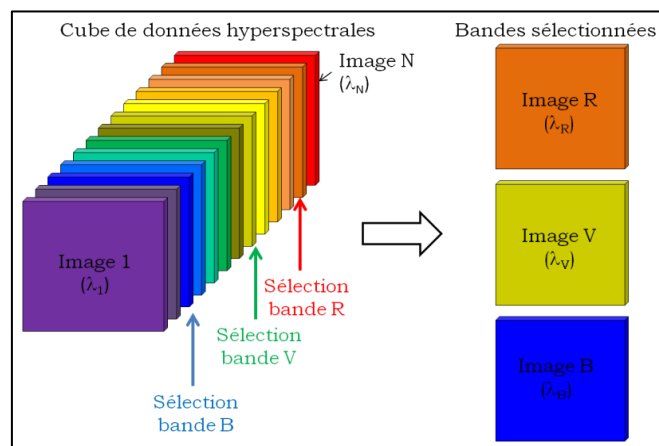 Cube de données hyperspectrales
Image N
(λN)
Image 1
(λ1)
Sélection
bande R
Sélection
bande V
Sélection
bande B
Bandes sélectionnées
Image R
(λR)
Image V
(λV)
Image B
(λB)